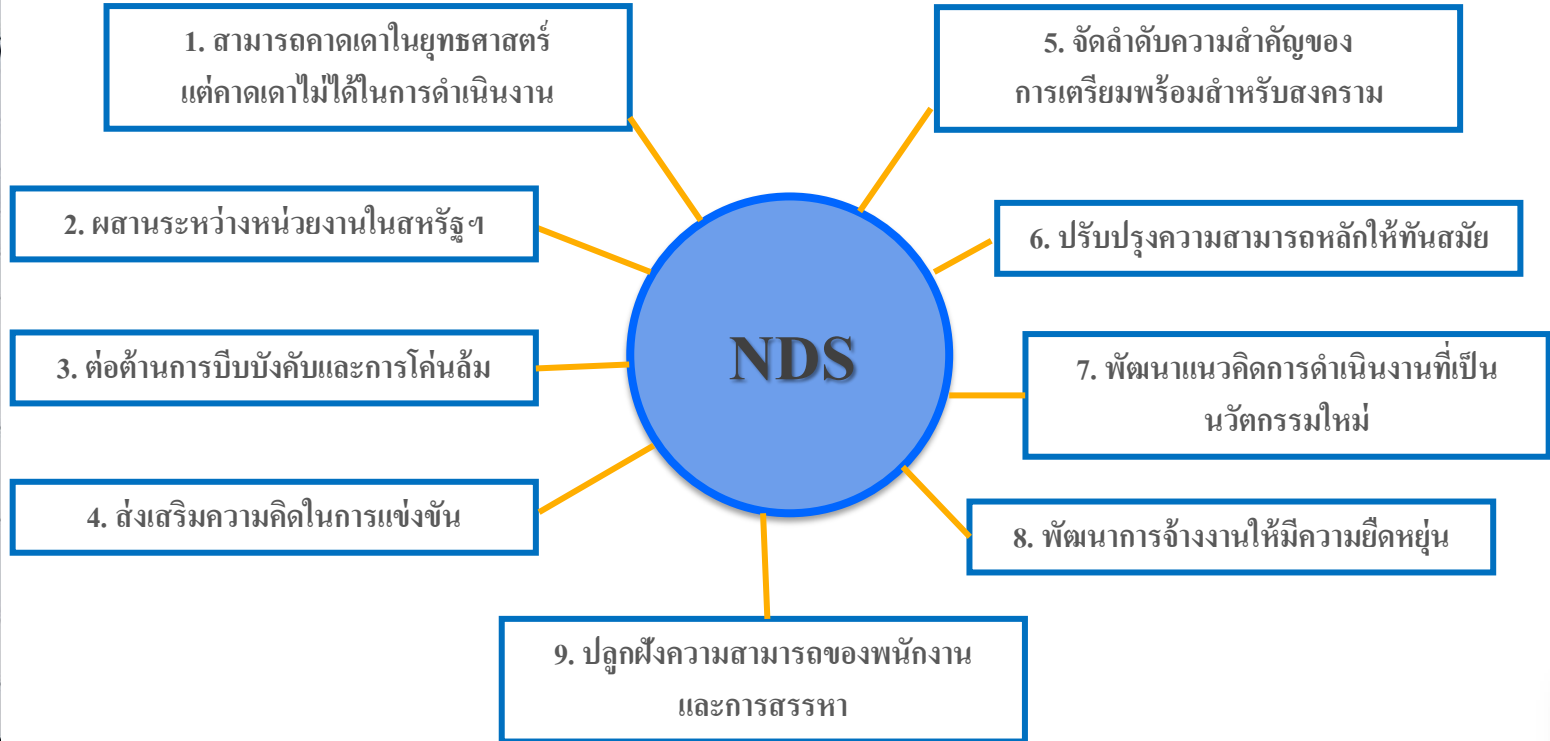 1. สามารถคาดเดาในยุทธศาสตร์
แต่คาดเดาไม่ได้ในการดำเนินงาน
2. ผสานระหว่างหน่วยงานในสหรัฐฯ
3. ต่อต้านการบีบบังคับและการโค่นล้ม
4. ส่งเสริมความคิดในการแข่งขัน
NDS
5. จัดลำดับความสำคัญของ
การเตรียมพร้อมสำหรับสงคราม
6. ปรับปรุงความสามารถหลักให้ทันสมัย
7. พัฒนาแนวคิดการดำเนินงานที่เป็น
นวัตกรรมใหม่
8. พัฒนาการจ้างงานให้มีความยืดหยุ่น
9. ปลูกฝังความสามารถของพนักงาน
และการสรรหา